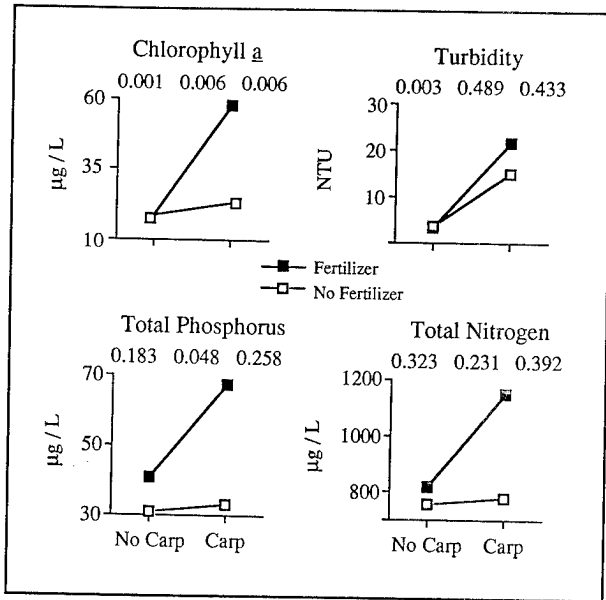 Chlorophyll a
0.001 0.006 0.006
60
35
10
µg / L
Turbidity
0.003 0.489 0.433
30
20
10
NTU
Fertilizer
No Fertilizer
Total Phosphorus
0.183 0.048 0.258
70
50
30
µg / L
No Carp Carp
Total Nitrogen
0.323 0.231 0.392
1200
1000
800
µg / L
No Carp Carp